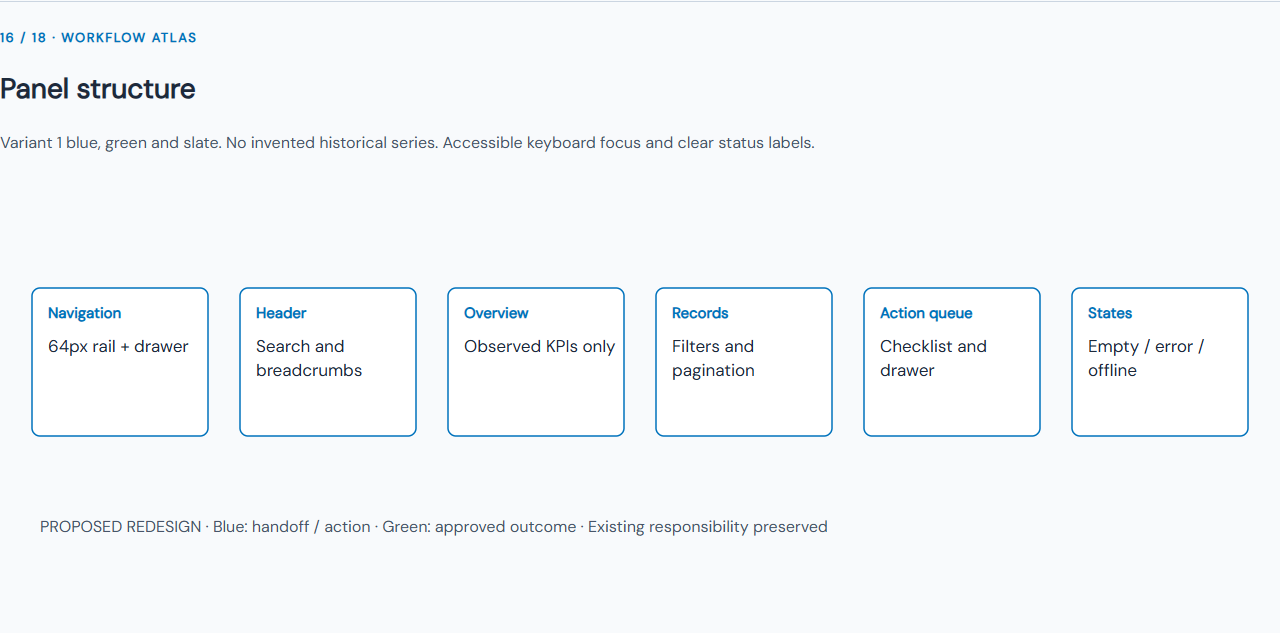 16 / 18 · WORKFLOW ATLAS
Panel structure
Variant 1 blue, green and slate. No invented historical series. Accessible keyboard focus and clear status labels.
Navigation
64px rail + drawer
Header
Search and
breadcrumbs
Overview
Observed KPIs only
Records
Filters and
pagination
Action queue
Checklist and
drawer
States
Empty / error /
offline
PROPOSED REDESIGN · Blue: handoff / action · Green: approved outcome · Existing responsibility preserved